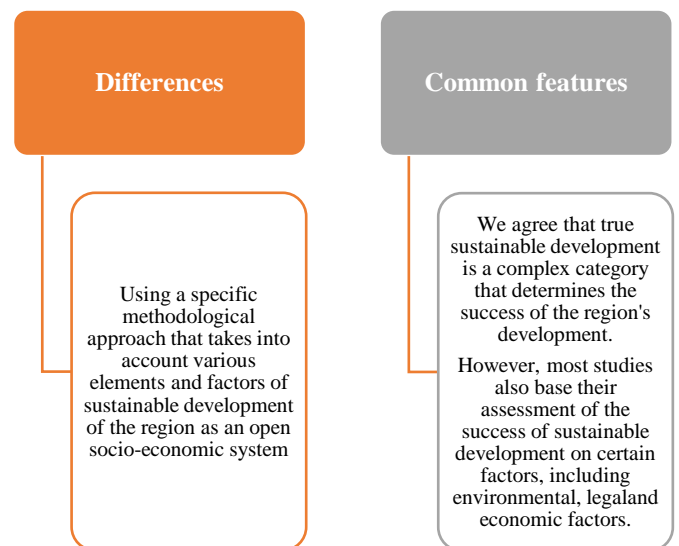 Differences
Using a specific
methodological
approach that takes into
account various
elements and factors of
sustainable development
of the region as an open
socio-economic system
Common features
We agree that true
sustainable development
is a complex category
that determines the
success of the region's
development.
However, most studies
also base their
assessment of the
success of sustainable
development on certain
factors, including
environmental, legaland
economic factors.